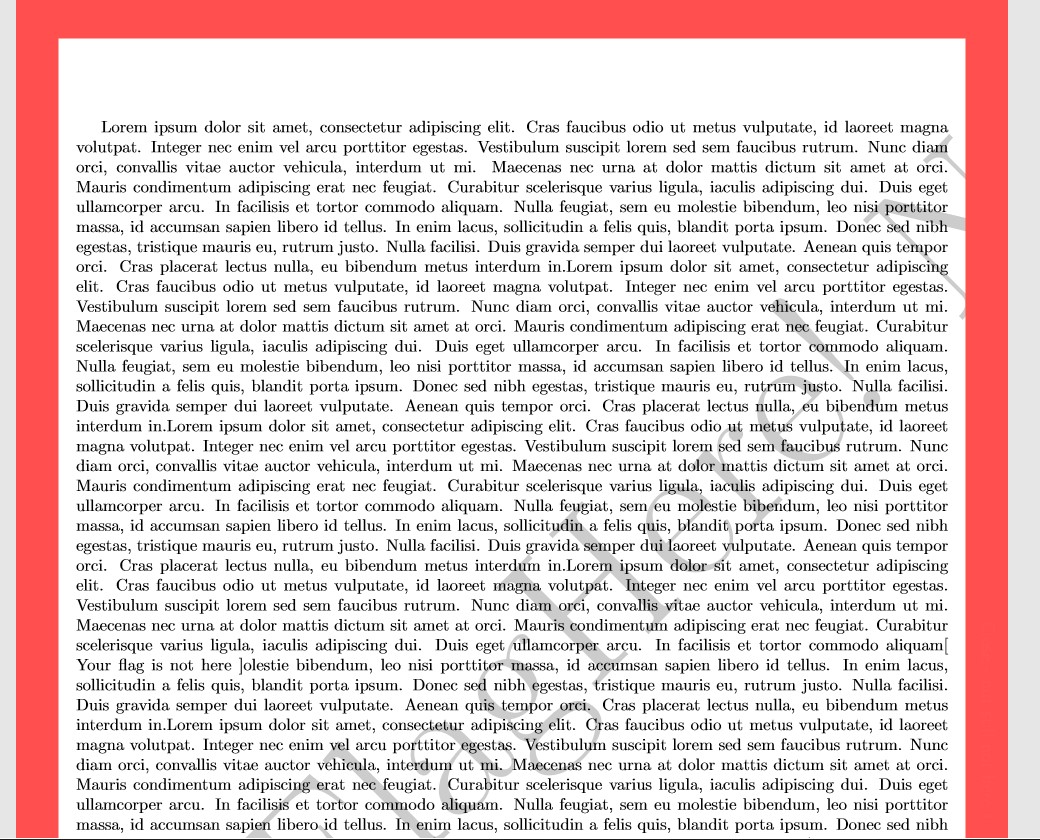 Lorem ipsum dolor sit amet, consectetur adipiscing elit. Cras faucibus odio ut metus vulputate, id laoreet magna
volutpat. Integer nec enim vel arcu porttitor egestas. Vestibulum suscipit lorem sed sem faucibus rutrum. Nunc diam
orci, convallis vitae auctor vehicula, interdum ut mi. Maecenas nec urna at dolor mattis dictum sit amet at orci.
Mauris condimentum adipiscing erat nec feugiat. Curabitur scelerisque varius ligula, iaculis adipiscing dui. Duis eget
ullamcorper arcu. In facilisis et tortor commodo aliquam. Nulla feugiat, sem eu molestie bibendum, leo nisi porttitor
massa, id accumsan sapien libero id tellus. In enim lacus, sollicitudin a felis quis, blandit porta ipsum. Donec sed nibh
egestas, tristique mauris eu, rutrum justo. Nulla facilisi. Duis gravida semper dui laoreet vulputate. Aenean quis tempor
orci. Cras placerat lectus nulla, eu bibendum metus interdum in.Lorem ipsum dolor sit amet, consectetur adipiscing
elit. Cras faucibus odio ut metus vulputate, id laoreet magna volutpat. Integer nec enim vel arcu porttitor egestas.
Vestibulum suscipit lorem sed sem faucibus rutrum. Nunc diam orci, convallis vitae auctor vehicula, interdum ut mi.
Maecenas nec urna at dolor mattis dictum sit amet at orci. Mauris condimentum adipiscing erat nec feugiat. Curabitur
scelerisque varius ligula, iaculis adipiscing dui. Duis eget ullamcorper arcu. In facilisis et tortor commodo aliquam.
Nulla feugiat, sem eu molestie bibendum, leo nisi porttitor massa, id accumsan sapien libero id tellus. In enim lacus,
sollicitudin a felis quis, blandit porta ipsum. Donec sed nibh egestas, tristique mauris eu, rutrum justo. Nulla facilisi.
Duis gravida semper dui laoreet vulputate. Aenean quis tempor orci. Cras placerat lectus nulla, eu bibendum metus
interdum in.Lorem ipsum dolor sit amet, consectetur adipiscing elit. Cras faucibus odio ut metus vulputate, id laoreet
magna volutpat. Integer nec enim vel arcu porttitor egestas. Vestibulum suscipit lorem sed sem faucibus rutrum. Nunc
diam orci, convallis vitae auctor vehicula, interdum ut mi. Maecenas nec urna at dolor mattis dictum sit amet at orci.
Mauris condimentum adipiscing erat nec feugiat. Curabitur scelerisque varius ligula, iaculis adipiscing dui. Duis eget
ullamcorper arcu. In facilisis et tortor commodo aliquam. Nulla feugiat, sem eu molestie bibendum, leo nisi porttitor
massa, id accumsan sapien libero id tellus. In enim lacus, sollicitudin a felis quis, blandit porta ipsum. Donec sed nibh
egestas, tristique mauris eu, rutrum justo. Nulla facilisi. Duis gravida semper dui laoreet vulputate. Aenean quis tempor
orci. Cras placerat lectus nulla, eu bibendum metus interdum in.Lorem ipsum dolor sit amet, consectetur adipiscing
elit. Cras faucibus odio ut metus vulputate, id laoreet magna volutpat. Integer nec enim vel arcu porttitor egestas.
Vestibulum suscipit lorem sed sem faucibus rutrum. Nunc diam orci, convallis vitae auctor vehicula, interdum ut mi.
Maecenas nec urna at dolor mattis dictum sit amet at orci. Mauris condimentum adipiscing erat nec feugiat. Curabitur
scelerisque varius ligula, iaculis adipiscing dui. Duis eget ullamcorper arcu. In facilisis et tortor commodo aliquam[
Your flag is not here ]olestie bibendum, leo nisi porttitor massa, id accumsan sapien libero id tellus. In enim lacus,
sollicitudin a felis quis, blandit porta ipsum. Donec sed nibh egestas, tristique mauris eu, rutrum justo. Nulla facilisi.
Duis gravida semper dui laoreet vulputate. Aenean quis tempor orci. Cras placerat lectus nulla, eu bibendum metus
interdum in.Lorem ipsum dolor sit amet, consectetur adipiscing elit. Cras faucibus odio ut metus vulputate, id laoreet
magna volutpat. Integer nec enim vel arcu porttitor egestas. Vestibulum suscipit lorem sed sem faucibus rutrum. Nunc
diam orci, convallis vitae auctor vehicula, interdum ut mi. Maecenas nec urna at dolor mattis dictum sit amet at orci.
Mauris condimentum adipiscing erat nec feugiat. Curabitur scelerisque varius ligula, iaculis adipiscing dui. Duis eget
ullamcorper arcu. In facilisis et tortor commodo aliquam. Nulla feugiat, sem eu molestie bibendum, leo nisi porttitor
massa, id accumsan sapien libero id tellus. In enim lacus, sollicitudin a felis quis, blandit porta ipsum. Donec sed nibh
Flag Here! N